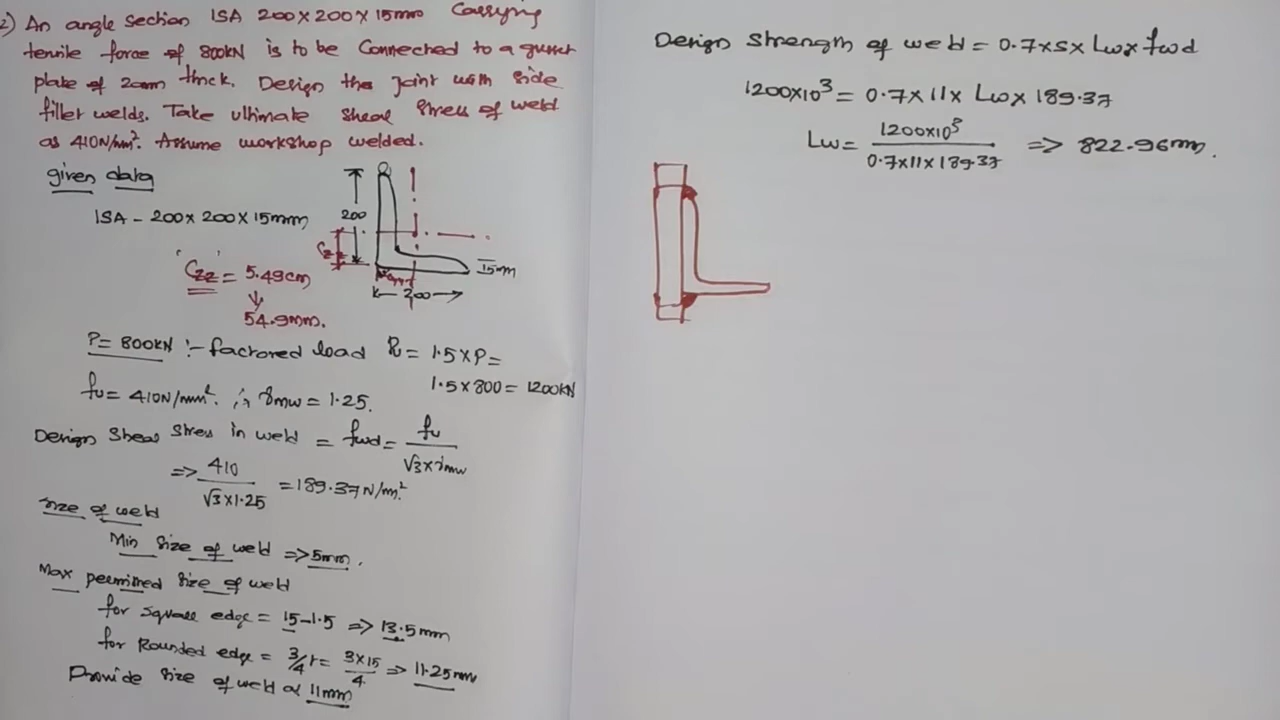 2) An angle section ISA 200×200×15mm Carrying
tensile force of 800kN is to be Connected to a gusset
plate of 20mm thick. Design the joint with side
fillet welds. Take ultimate shear stress of weld
as 410N/mm². Assume workshop welded.
given data
ISA - 200×200×15mm
200
Czz
15mm
200
Czz = 5.49cm
54.9mm.
P = 800kN :- factored load Pu = 1.5×P =
1.5×800 = 1200kN
fu = 410N/mm². ∴ γmw = 1.25.
Design Shear Stress in weld = fwd = fu / √3×γmw
=> 410 / √3×1.25 = 189.37N/mm².
Size of weld
Min Size of weld => 5mm.
Max permitted size of weld
for square edge = 15-1.5 => 13.5mm
for Rounded edge = 3/4 t = 3×15 / 4 => 11.25mm
Provide size of weld as 11mm
Design Strength of weld = 0.7×S×Lw×fwd
1200×10³ = 0.7×11×Lw×189.37
Lw = 1200×10³ / 0.7×11×189.37 => 822.96mm.